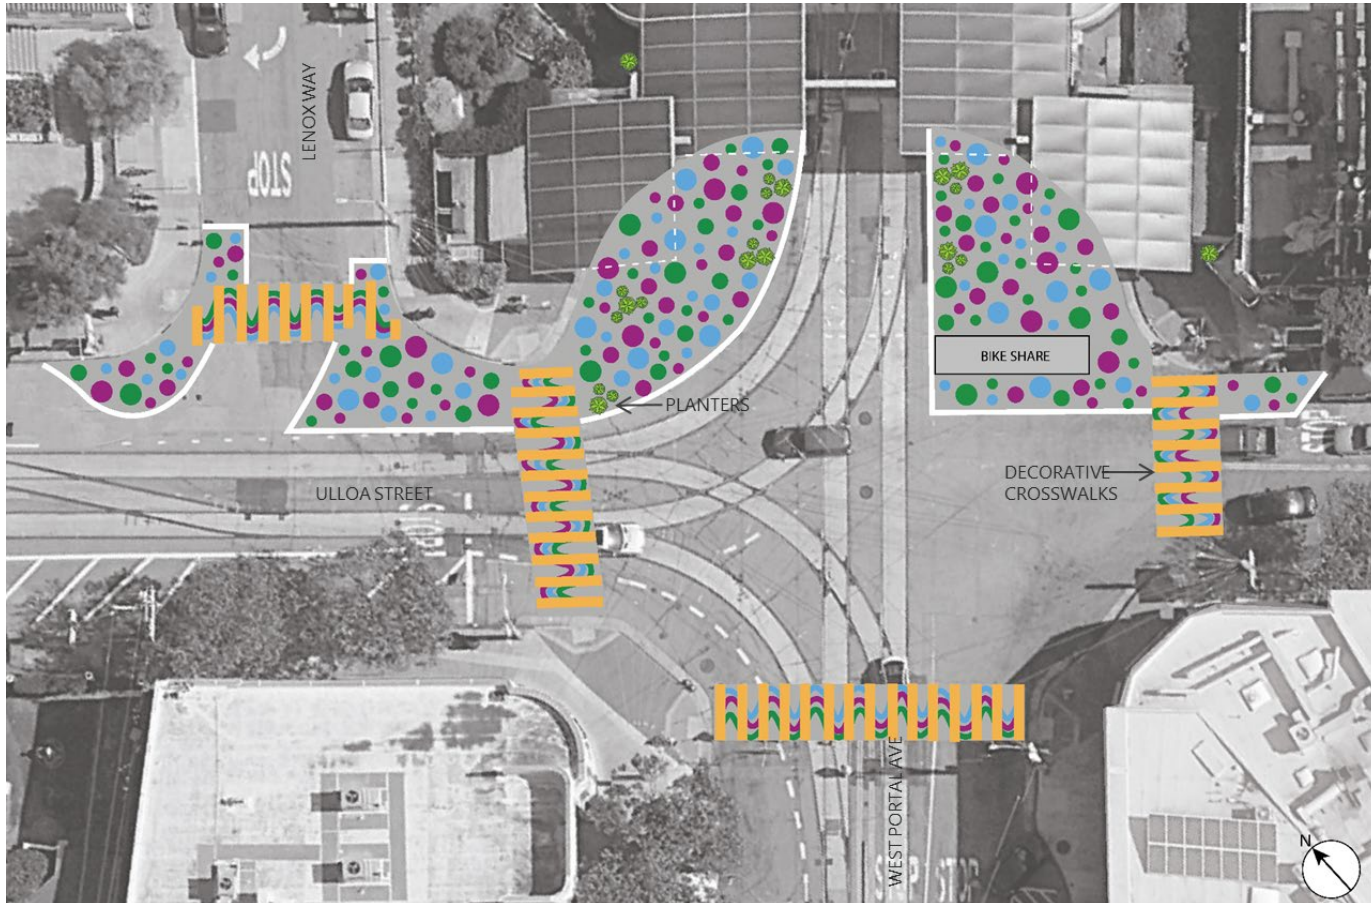 LENOX WAY
STOP
BIKE SHARE
PLANTERS
ULLOA STREET
DECORATIVE
CROSSWALKS
WEST PORTAL AVE
STOP
N